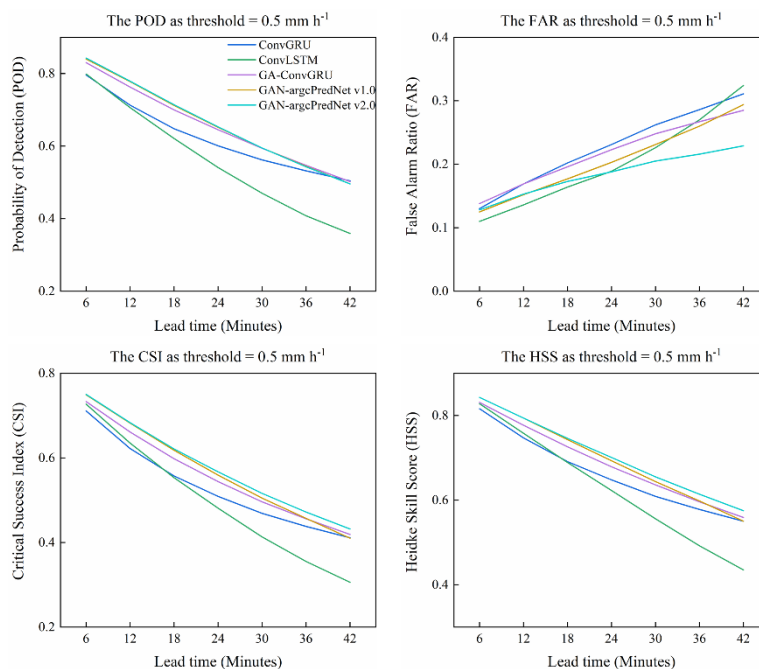 The POD as threshold = 0.5 mm h⁻¹
Probability of Detection (POD)
0.8
0.6
0.4
0.2
ConvGRU
ConvLSTM
GA-ConvGRU
GAN-argcPredNet v1.0
GAN-argcPredNet v2.0
6 12 18 24 30 36 42
Lead time (Minutes)
The FAR as threshold = 0.5 mm h⁻¹
False Alarm Ratio (FAR)
0.4
0.3
0.2
0.1
0.0
6 12 18 24 30 36 42
Lead time (Minutes)
The CSI as threshold = 0.5 mm h⁻¹
Critical Success Index (CSI)
0.8
0.6
0.4
0.2
6 12 18 24 30 36 42
Lead time (Minutes)
The HSS as threshold = 0.5 mm h⁻¹
Heidke Skill Score (HSS)
0.8
0.6
0.4
6 12 18 24 30 36 42
Lead time (Minutes)